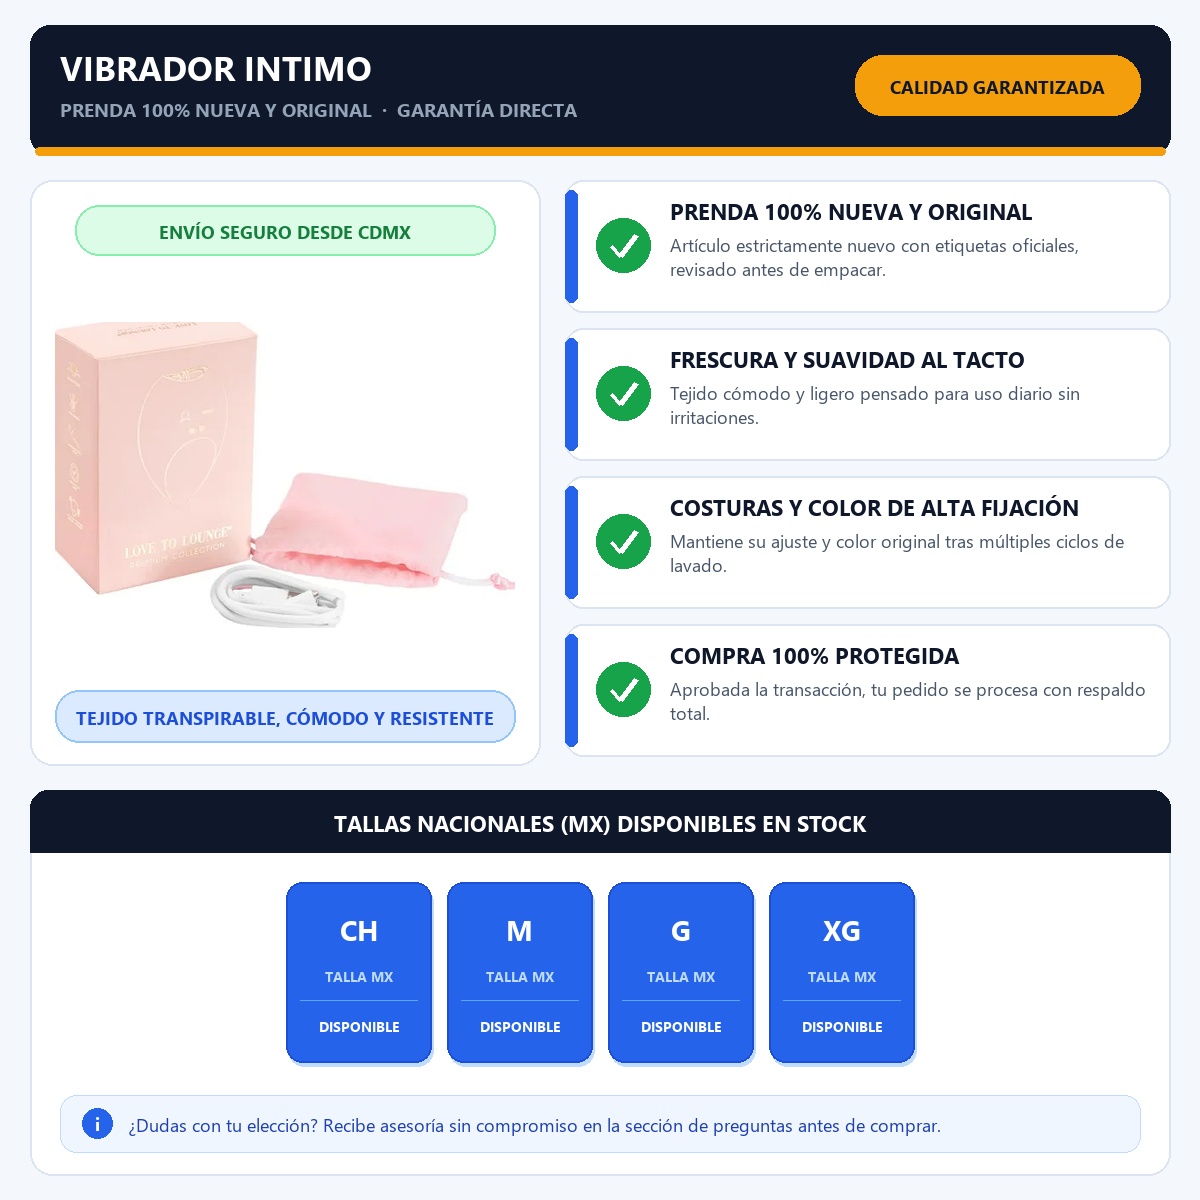 VIBRADOR INTIMO
PRENDA 100% NUEVA Y ORIGINAL · GARANTÍA DIRECTA
CALIDAD GARANTIZADA
ENVÍO SEGURO DESDE CDMX
LOVE TO LOUNGE
COLLECTION
TEJIDO TRANSPIRABLE, CÓMODO Y RESISTENTE
PRENDA 100% NUEVA Y ORIGINAL
Artículo estrictamente nuevo con etiquetas oficiales,
revisado antes de empacar.
FRESCURA Y SUAVIDAD AL TACTO
Tejido cómodo y ligero pensado para uso diario sin
irritaciones.
COSTURAS Y COLOR DE ALTA FIJACIÓN
Mantiene su ajuste y color original tras múltiples ciclos de
lavado.
COMPRA 100% PROTEGIDA
Aprobada la transacción, tu pedido se procesa con respaldo
total.
TALLAS NACIONALES (MX) DISPONIBLES EN STOCK
CH
TALLA MX
DISPONIBLE
M
TALLA MX
DISPONIBLE
G
TALLA MX
DISPONIBLE
XG
TALLA MX
DISPONIBLE
¿Dudas con tu elección? Recibe asesoría sin compromiso en la sección de preguntas antes de comprar.